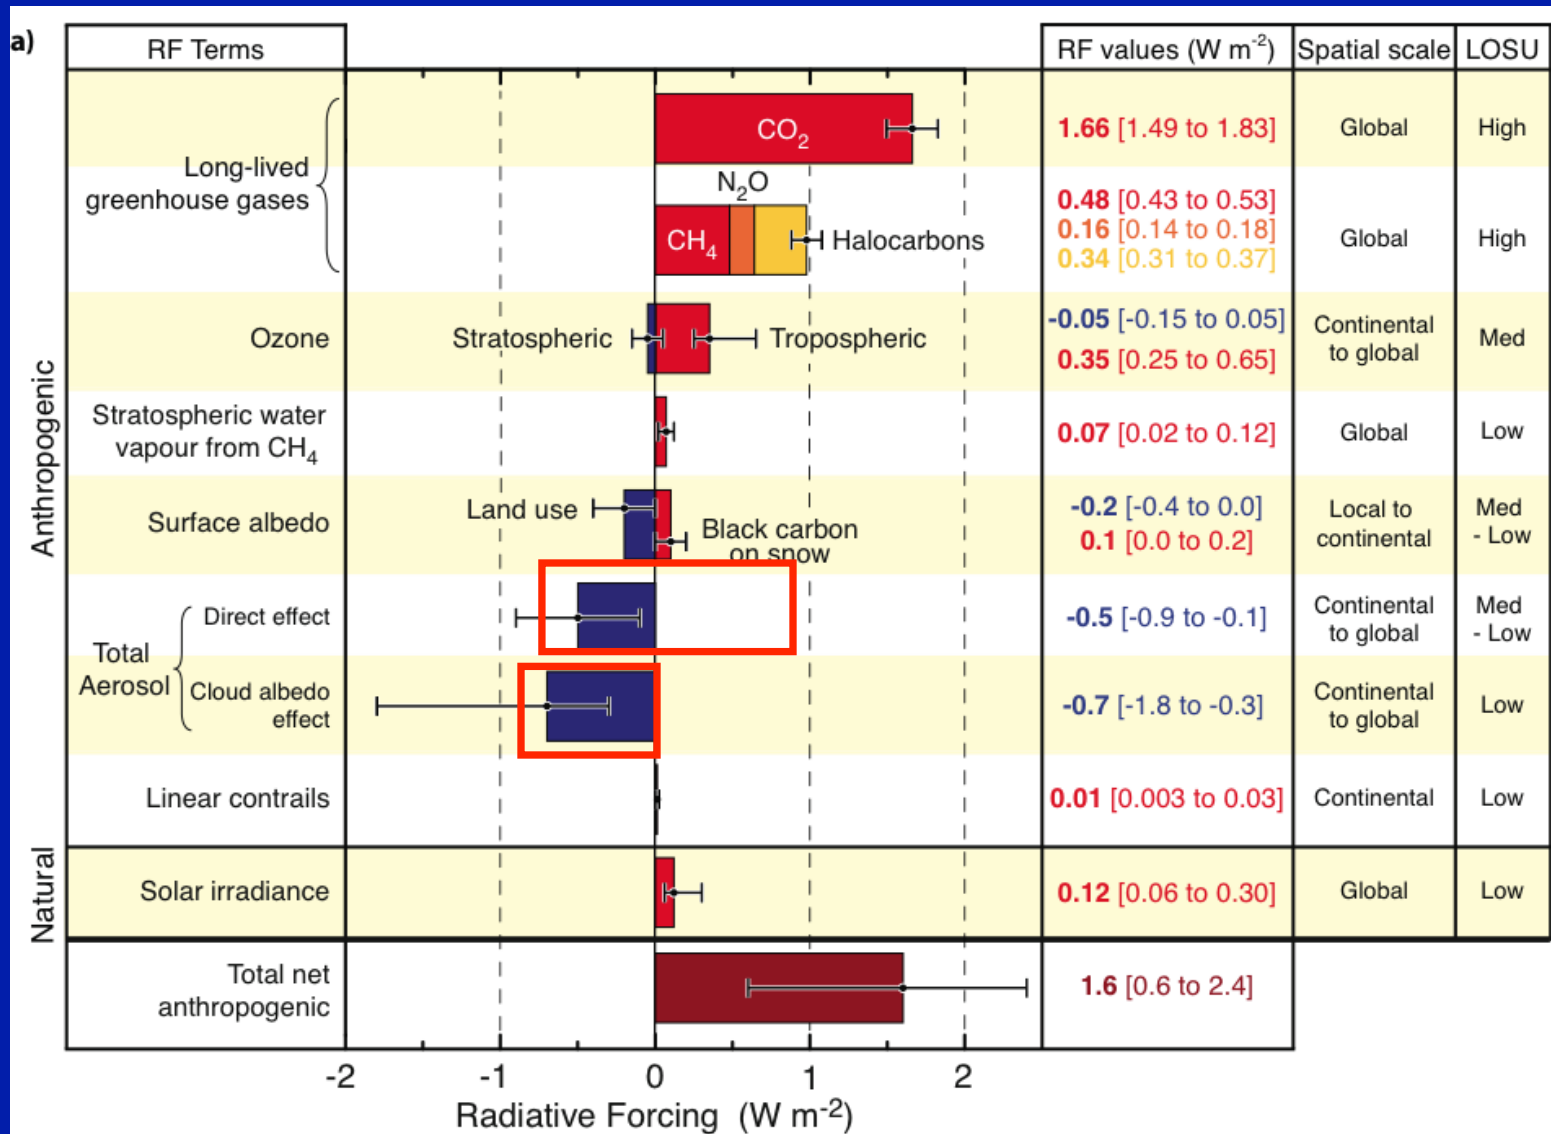 a)
RF Terms
RF values (W m-2)
Spatial scale
LOSU
Anthropogenic
Long-lived
greenhouse gases
CO2
1.66 [1.49 to 1.83]
Global
High
N2O
CH4
Halocarbons
0.48 [0.43 to 0.53]
0.16 [0.14 to 0.18]
0.34 [0.31 to 0.37]
Global
High
Ozone
Stratospheric
Tropospheric
-0.05 [-0.15 to 0.05]
0.35 [0.25 to 0.65]
Continental
to global
Med
Stratospheric water
vapour from CH4
0.07 [0.02 to 0.12]
Global
Low
Surface albedo
Land use
Black carbon
on snow
-0.2 [-0.4 to 0.0]
0.1 [0.0 to 0.2]
Local to
continental
Med
- Low
Total
Aerosol
Direct effect
-0.5 [-0.9 to -0.1]
Continental
to global
Med
- Low
Cloud albedo
effect
-0.7 [-1.8 to -0.3]
Continental
to global
Low
Linear contrails
0.01 [0.003 to 0.03]
Continental
Low
Natural
Solar irradiance
0.12 [0.06 to 0.30]
Global
Low
Total net
anthropogenic
1.6 [0.6 to 2.4]
-2 -1 0 1 2
Radiative Forcing (W m-2)